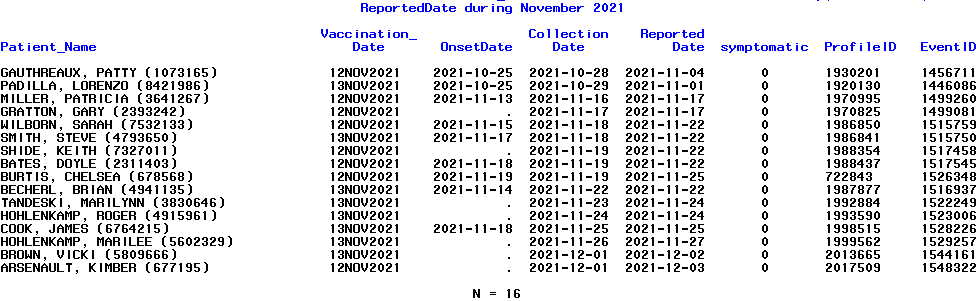 ReportedDate during November 2021
Vaccination_ Collection Reported
Patient_Name Date OnsetDate Date Date symptomatic ProfileID EventID
GAUTHREAUX, PATTY (1073165) 12NOV2021 2021-10-25 2021-10-28 2021-11-04 0 1930201 1456711
PADILLA, LORENZO (8421986) 13NOV2021 2021-10-25 2021-10-29 2021-11-01 0 1920130 1446086
MILLER, PATRICIA (3641267) 12NOV2021 2021-11-13 2021-11-16 2021-11-17 0 1970995 1499260
GRATTON, GARY (2393242) 12NOV2021 . 2021-11-17 2021-11-17 0 1970825 1499081
WILBORN, SARAH (7532133) 12NOV2021 2021-11-15 2021-11-18 2021-11-22 0 1986850 1515759
SMITH, STEVE (4793650) 13NOV2021 2021-11-17 2021-11-18 2021-11-22 0 1986841 1515750
SHIDE, KEITH (7327011) 12NOV2021 . 2021-11-19 2021-11-22 0 1988354 1517458
BATES, DOYLE (2311403) 12NOV2021 2021-11-18 2021-11-19 2021-11-22 0 1988437 1517545
BURTIS, CHELSEA (678568) 12NOV2021 2021-11-19 2021-11-19 2021-11-25 0 722843 1526348
BECHERL, BRIAN (4941135) 13NOV2021 2021-11-14 2021-11-22 2021-11-22 0 1987877 1516937
TANDESKI, MARILYNN (3830646) 13NOV2021 . 2021-11-23 2021-11-24 0 1992884 1522249
HOHLENKAMP, ROGER (4915961) 13NOV2021 . 2021-11-24 2021-11-24 0 1993590 1523006
COOK, JAMES (6764215) 13NOV2021 2021-11-18 2021-11-25 2021-11-25 0 1998515 1528226
HOHLENKAMP, MARILEE (5602329) 13NOV2021 . 2021-11-26 2021-11-27 0 1999562 1529257
BROWN, VICKI (5809666) 13NOV2021 . 2021-12-01 2021-12-02 0 2013665 1544161
ARSENAULT, KIMBER (677195) 12NOV2021 . 2021-12-01 2021-12-03 0 2017509 1548322
N = 16